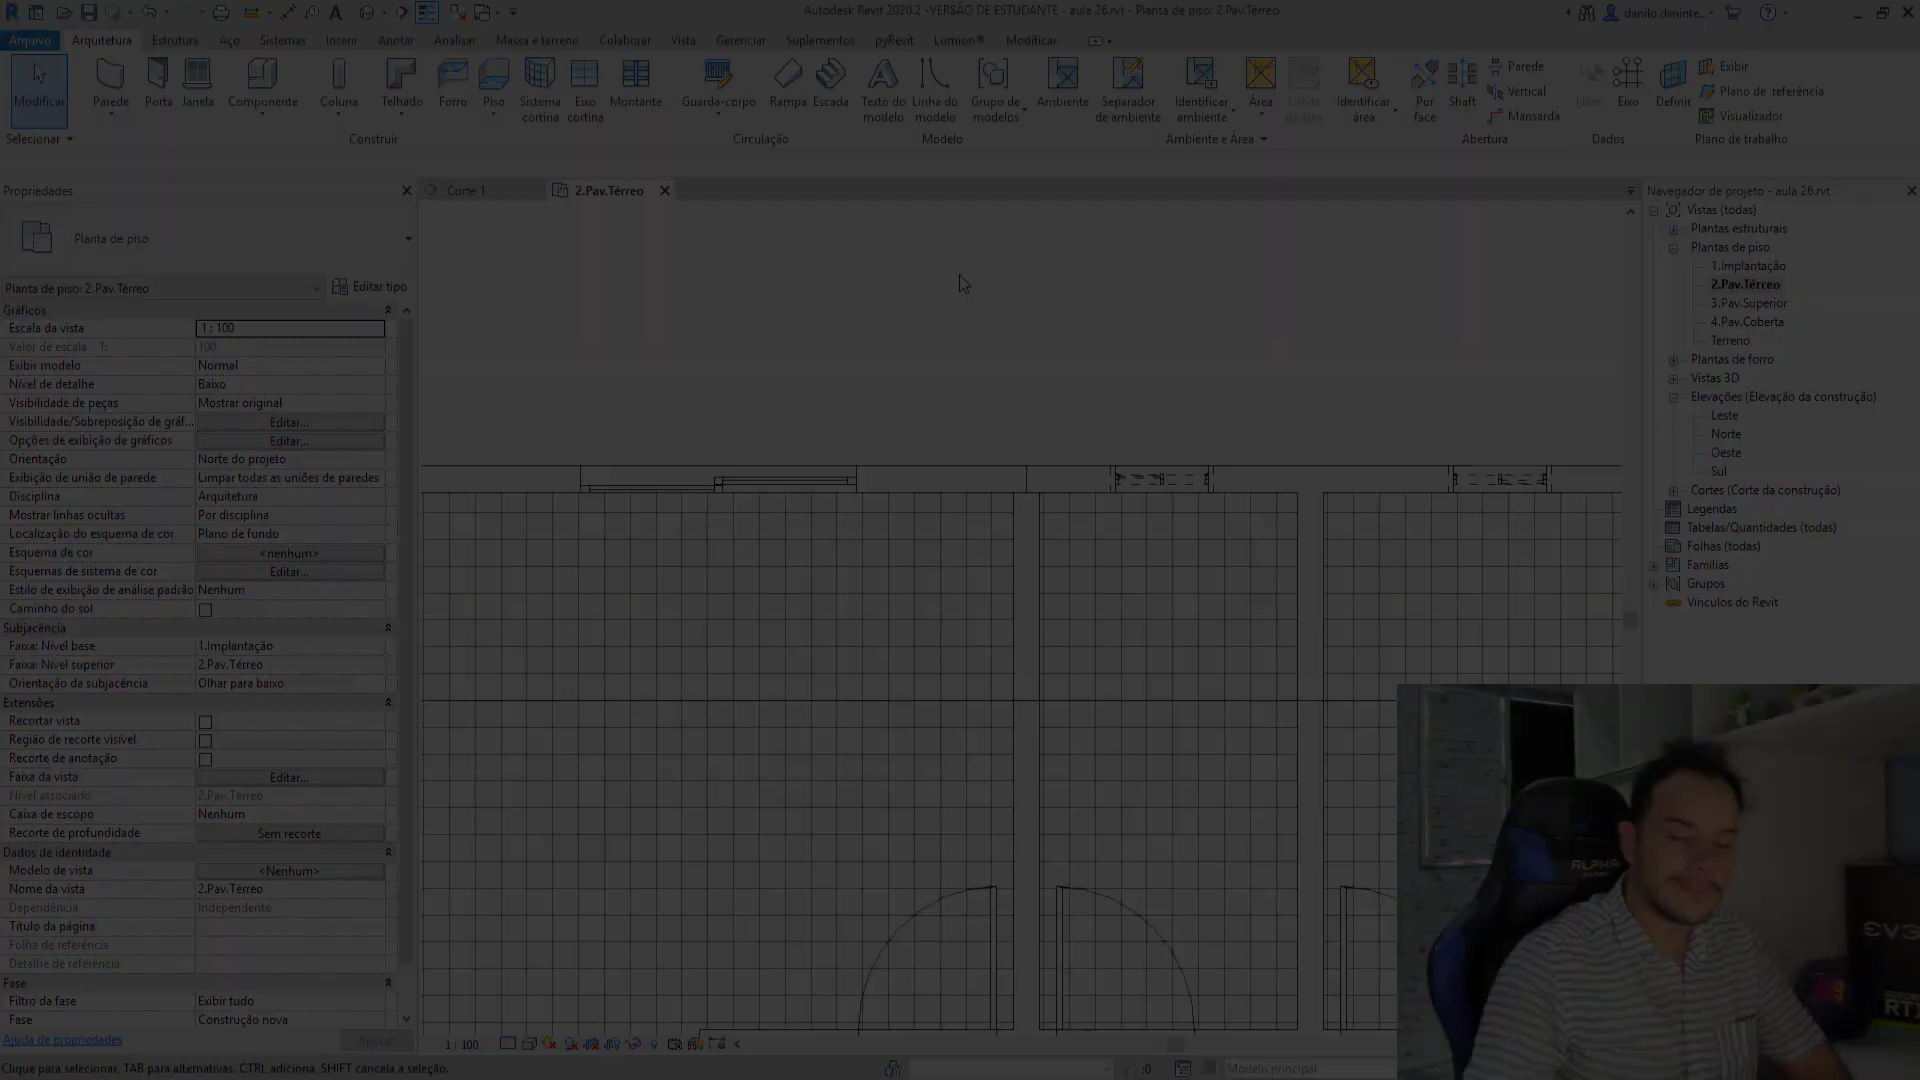 Autodesk Revit 2020.2 -VERSÃO DE ESTUDANTE - aula 26.rvt - Planta de piso: 2.Pav.Térreo
danilo.dsninte...
Arquivo Arquitetura Estrutura Aço Sistemas Inserir Anotar Analisar Massa e terreno Colaborar Vista Gerenciar Suplementos pyRevit Lumion® Modificar
Modificar Parede Porta Janela Componente Coluna Telhado Forro Piso Sistema cortina Eixo cortina Montante Guarda-corpo Rampa Escada Texto do modelo Linha do modelo Grupo de modelos Ambiente Separador de ambiente Identificar ambiente Área Identificar área Por face Shaft Parede Vertical Mansarda Nível Eixo Definir Exibir Plano de referência Visualizador
Selecionar Construir Circulação Modelo Ambiente e Área Abertura Dados Plano de trabalho
Propriedades
Planta de piso
Planta de piso: 2.Pav.Térreo Editar tipo
Gráficos
Escala da vista 1 : 100
Valor de escala 1: 100
Exibir modelo Normal
Nível de detalhe Baixo
Visibilidade de peças Mostrar original
Visibilidade/Sobreposição de gráf... Editar...
Opções de exibição de gráficos Editar...
Orientação Norte do projeto
Exibição de união de parede Limpar todas as uniões de paredes
Disciplina Arquitetura
Mostrar linhas ocultas Por disciplina
Localização do esquema de cor Plano de fundo
Esquema de cor <nenhum>
Esquemas de sistema de cor Editar...
Estilo de exibição de análise padrão Nenhum
Caminho do sol
Subjacência
Faixa: Nível base 1.Implantação
Faixa: Nível superior 2.Pav.Térreo
Orientação da subjacência Olhar para baixo
Extensões
Recortar vista
Região de recorte visível
Recorte de anotação
Faixa da vista Editar...
Nível associado 2.Pav.Térreo
Caixa de escopo Nenhum
Recorte de profundidade Sem recorte
Dados de identidade
Modelo de vista <Nenhum>
Nome da vista 2.Pav.Térreo
Dependência Independente
Título da página
Folha de referência
Detalhe de referência
Fase
Filtro da fase Exibir tudo
Fase Construção nova
Ajuda de propriedades Aplicar
Corte 1 2.Pav.Térreo
Navegador de projeto - aula 26.rvt
Vistas (todas)
Plantas estruturais
Plantas de piso
1.Implantação
2.Pav.Térreo
3.Pav.Superior
4.Pav.Coberta
Terreno
Plantas de forro
Vistas 3D
Elevações (Elevação da construção)
Leste
Norte
Oeste
Sul
Cortes (Corte da construção)
Legendas
Tabelas/Quantidades (todas)
Folhas (todas)
Famílias
Grupos
Vínculos do Revit
ALPHA
1 : 100
Clique para selecionar, TAB para alternativas, CTRL adiciona, SHIFT cancela a seleção.
:0 Modelo principal